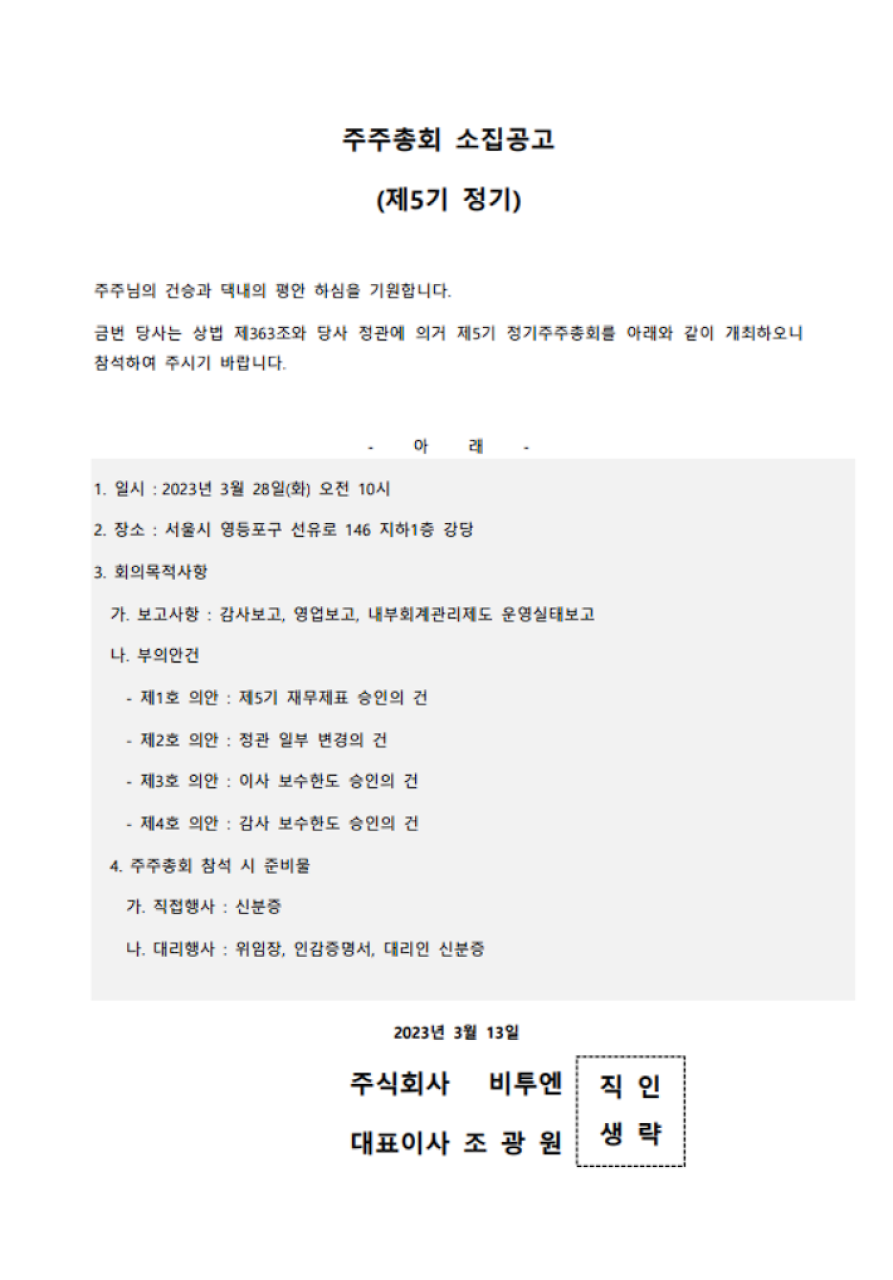 주주총회 소집공고
(제5기 정기)
주주님의 건승과 댁내의 평안 하심을 기원합니다.
금번 당사는 상법 제363조와 당사 정관에 의거 제5기 정기주주총회를 아래와 같이 개최하오니
참석하여 주시기 바랍니다.
- 아 래 -
1. 일시 : 2023년 3월 28일(화) 오전 10시
2. 장소 : 서울시 영등포구 선유로 146 지하1층 강당
3. 회의목적사항
가. 보고사항 : 감사보고, 영업보고, 내부회계관리제도 운영실태보고
나. 부의안건
- 제1호 의안 : 제5기 재무제표 승인의 건
- 제2호 의안 : 정관 일부 변경의 건
- 제3호 의안 : 이사 보수한도 승인의 건
- 제4호 의안 : 감사 보수한도 승인의 건
4. 주주총회 참석 시 준비물
가. 직접행사 : 신분증
나. 대리행사 : 위임장, 인감증명서, 대리인 신분증
2023년 3월 13일
주식회사 비투엔
대표이사 조 광 원
직 인
생 략